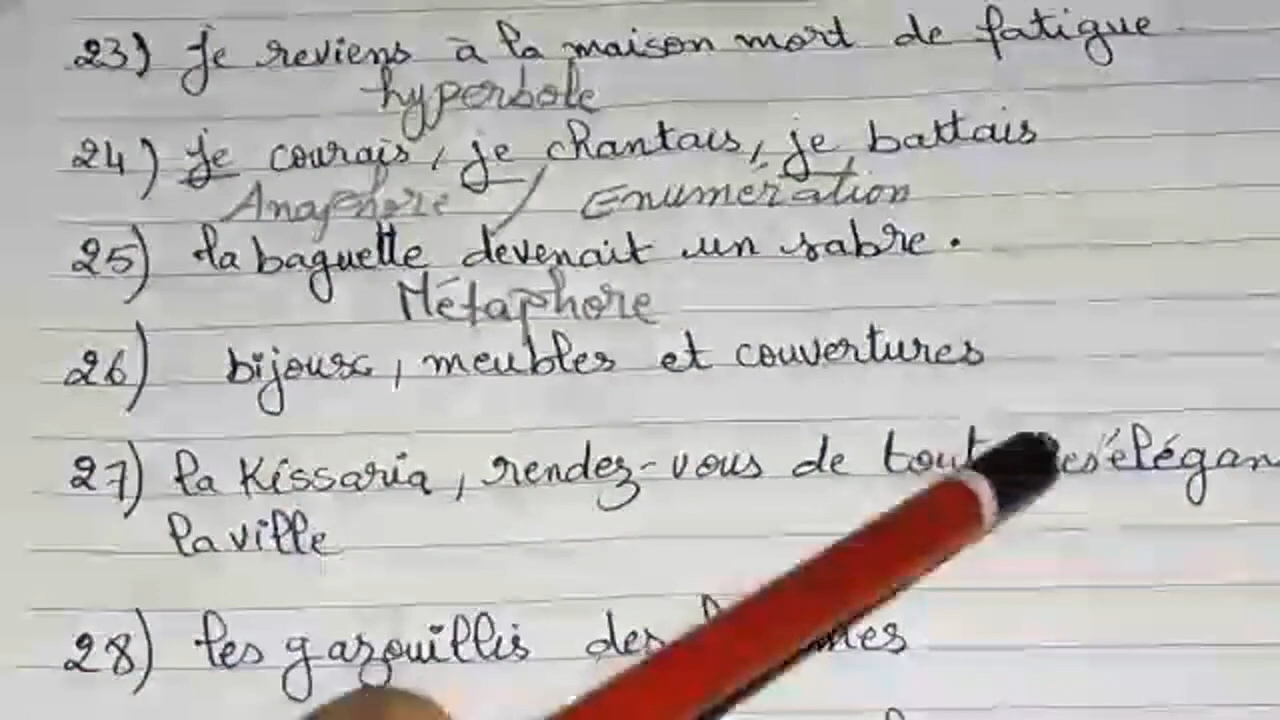 23) Je reviens à la maison mort de fatigue
hyperbole
24) je courais, je chantais, je battais
Anaphore / Enumération
25) la baguette devenait un sabre.
Métaphore
26) bijoux, meubles et couvertures
27) la Kissaria, rendez-vous de élégan
la ville
28) les gazouillis des